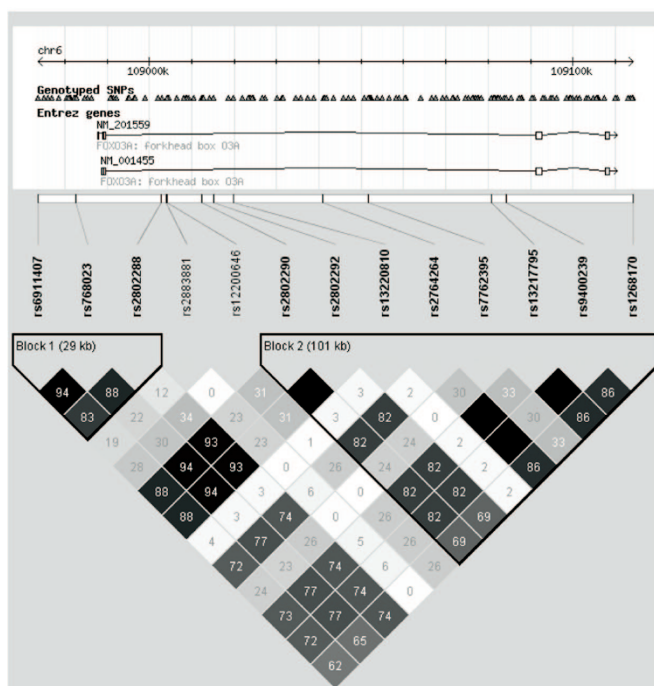 chr6
109000k 109100k
Genotyped SNPs
Entrez genes
NM_201559
FOXO3A: forkhead box O3A
NM_001455
FOXO3A: forkhead box O3A
rs6911407
rs768023
rs2802288
rs2883881
rs12200646
rs2802290
rs2802292
rs13220810
rs2764264
rs7762395
rs13217795
rs9400239
rs1268170
Block 1 (29 kb) Block 2 (101 kb)
94 88 12 0 31 3 2 30 33 86
83 22 34 23 31 3 82 0 30 86
19 30 93 23 1 82 24 2 33
28 94 93 0 26 24 82 2 86
88 94 3 6 0 82 82 2
88 3 74 0 26 82 69
4 77 26 5 26 69
72 23 74 6 26
24 77 74 0
73 77 74
72 65
62